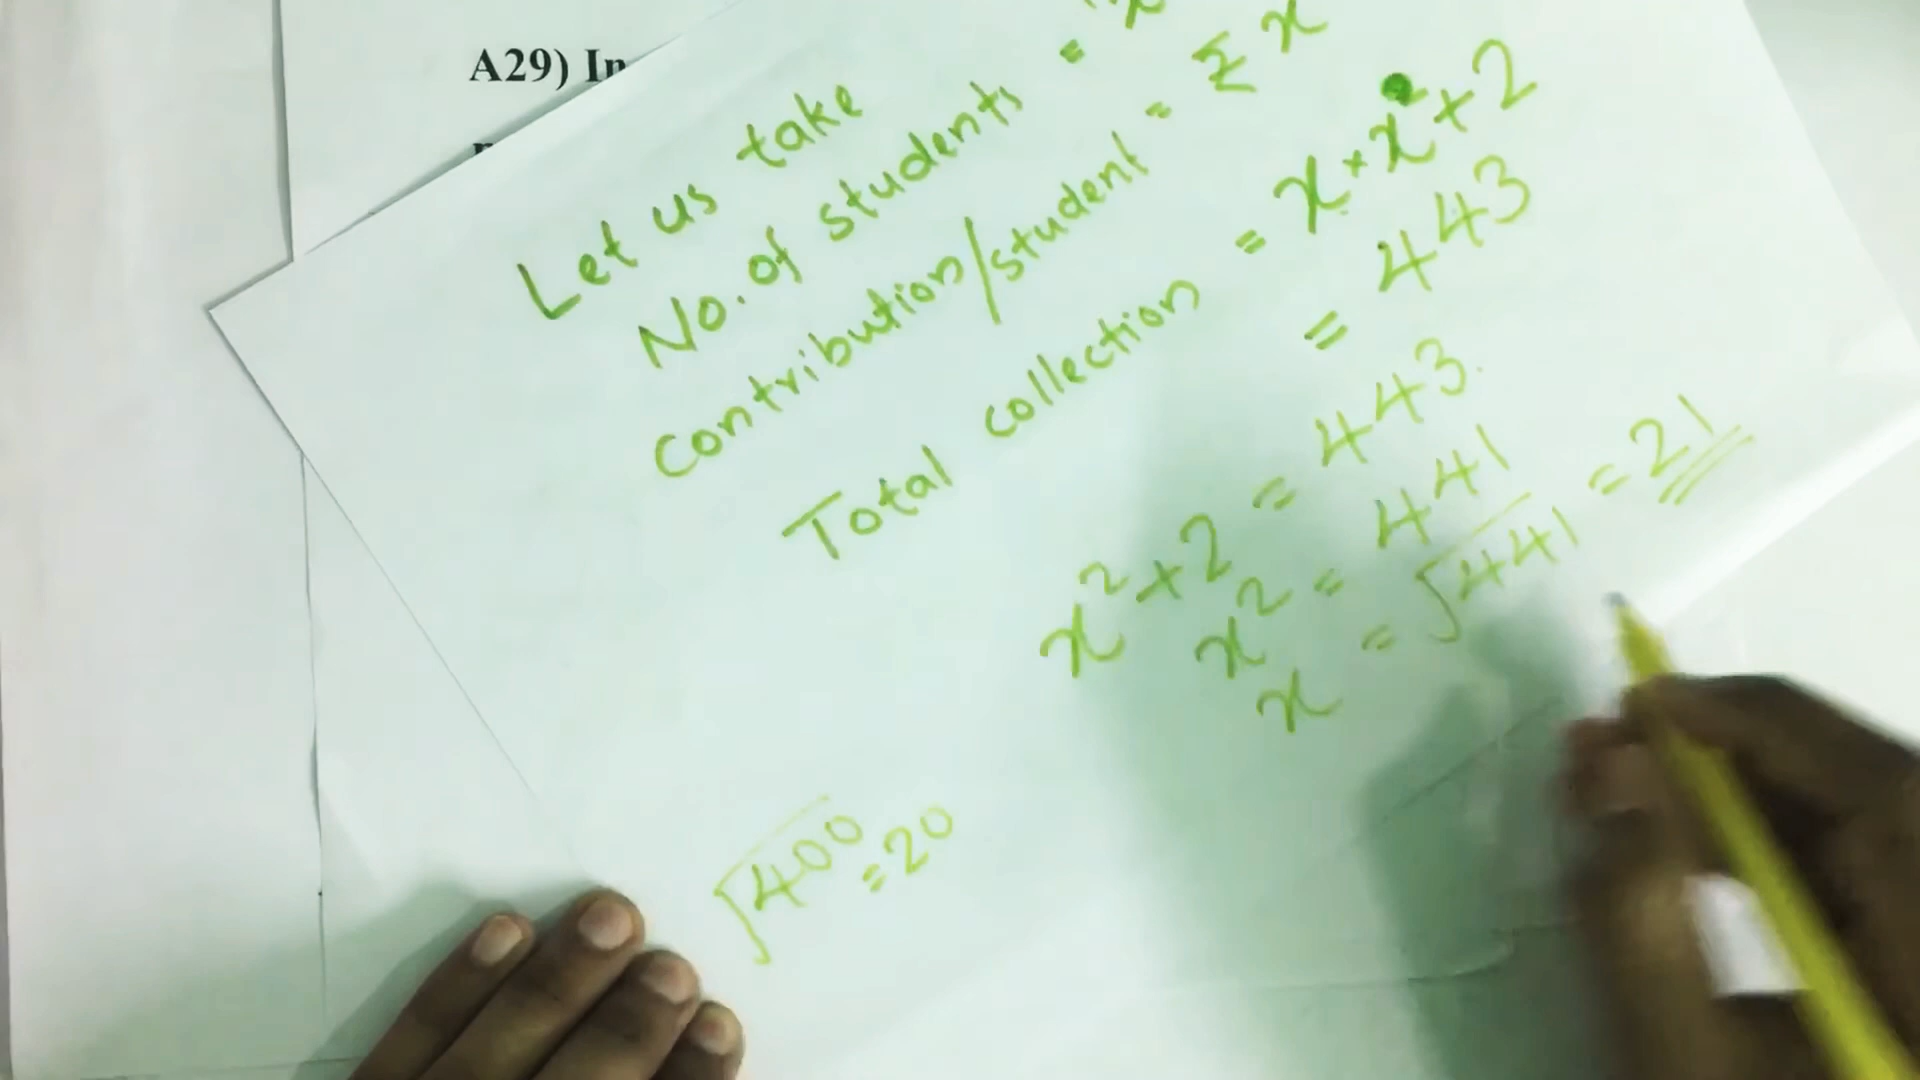 A29) In
Let us take
No. of students = x
Contribution/student = ₹ x
Total collection = x × x + 2
= 443
x² + 2 = 443.
x² = 441
x = √441 = 21
√400 = 20